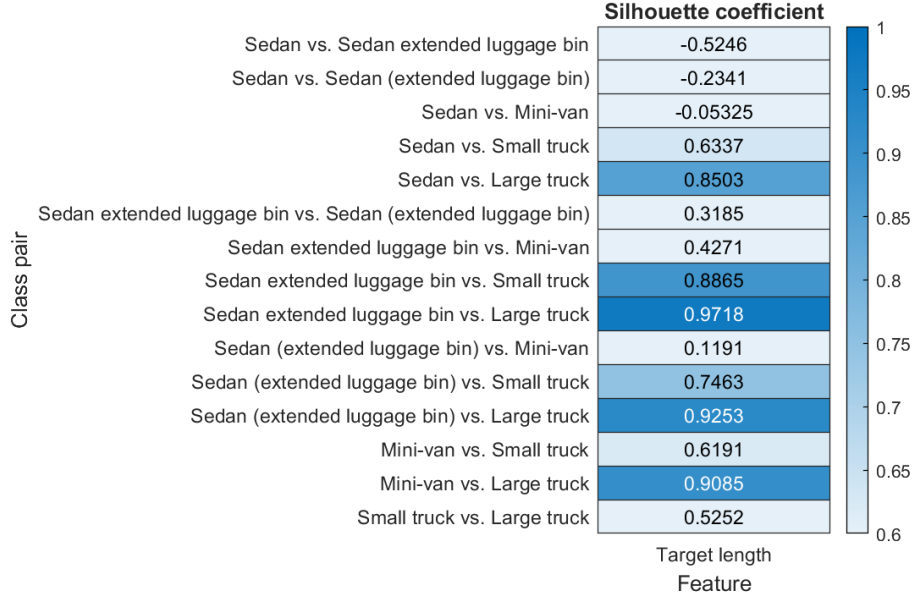 Silhouette coefficient
Sedan vs. Sedan extended luggage bin -0.5246
Sedan vs. Sedan (extended luggage bin) -0.2341
Sedan vs. Mini-van -0.05325
Sedan vs. Small truck 0.6337
Sedan vs. Large truck 0.8503
Sedan extended luggage bin vs. Sedan (extended luggage bin) 0.3185
Sedan extended luggage bin vs. Mini-van 0.4271
Sedan extended luggage bin vs. Small truck 0.8865
Sedan extended luggage bin vs. Large truck 0.9718
Sedan (extended luggage bin) vs. Mini-van 0.1191
Sedan (extended luggage bin) vs. Small truck 0.7463
Sedan (extended luggage bin) vs. Large truck 0.9253
Mini-van vs. Small truck 0.6191
Mini-van vs. Large truck 0.9085
Small truck vs. Large truck 0.5252
Class pair
Target length
Feature
1
0.95
0.9
0.85
0.8
0.75
0.7
0.65
0.6